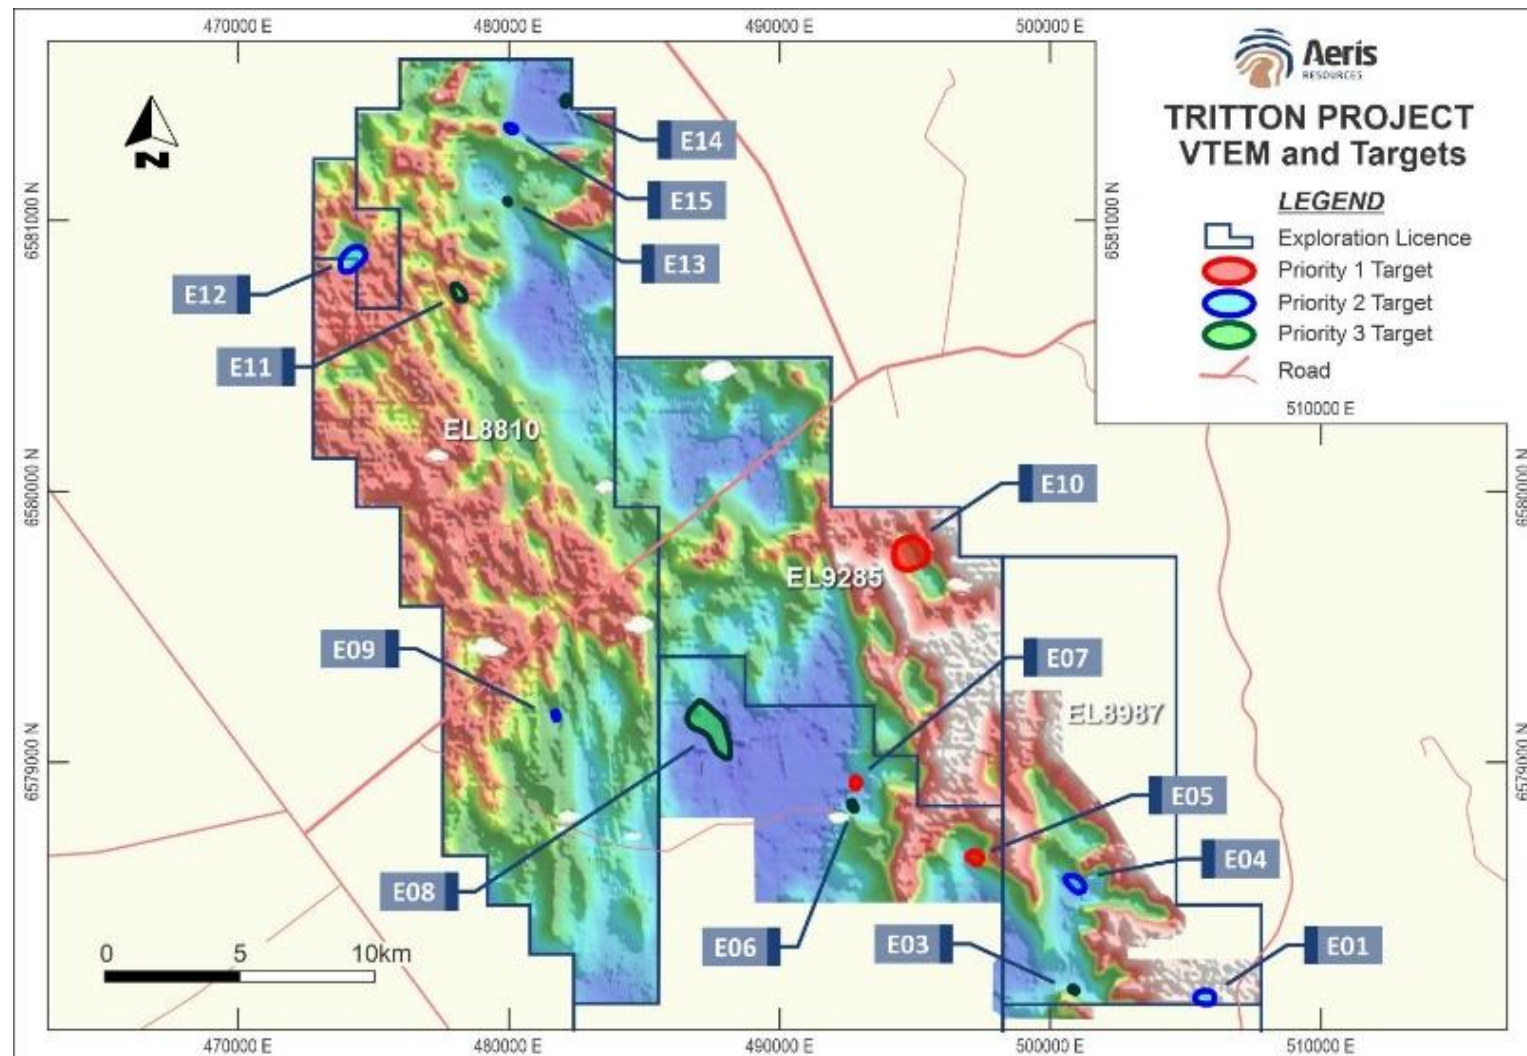 470000 E
480000 E
490000 E
500000 E
Aeris
RESOURCES
TRITTON PROJECT
VTEM and Targets
LEGEND
Exploration Licence
Priority 1 Target
Priority 2 Target
Priority 3 Target
Road
510000 E
N
6581000 N
6581000 N
E14
E15
E13
E12
E11
EL8810
6580000 N
6580000 N
E10
EL9285
E09
E07
EL8987
6579000 N
6579000 N
E05
E04
E08
E06
E03
E01
0 5 10km
470000 E
480000 E
490000 E
500000 E
510000 E